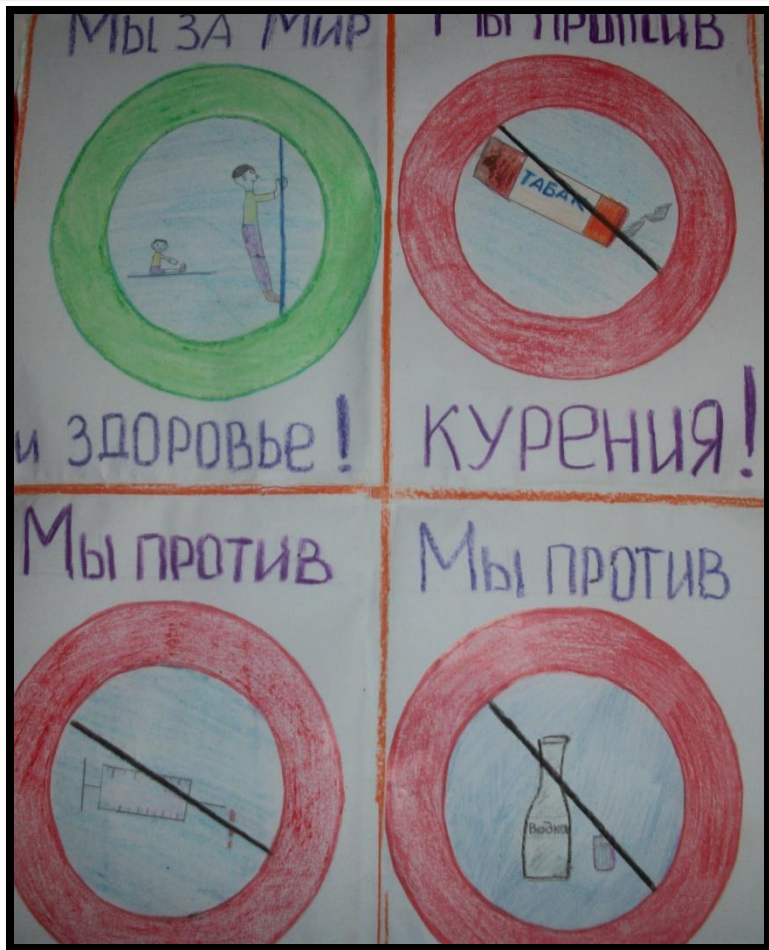 Мы за Мир
и здоровье!
Мы против
ТАБАК
курения!
Мы против
Мы против
Водка